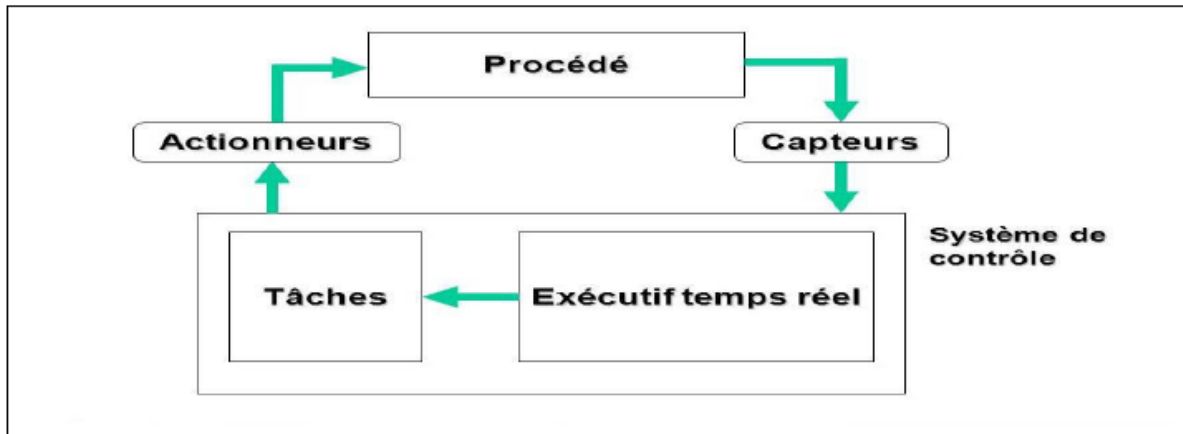 Procédé
Actionneurs
Capteurs
Système de
contrôle
Tâches
Exécutif temps réel